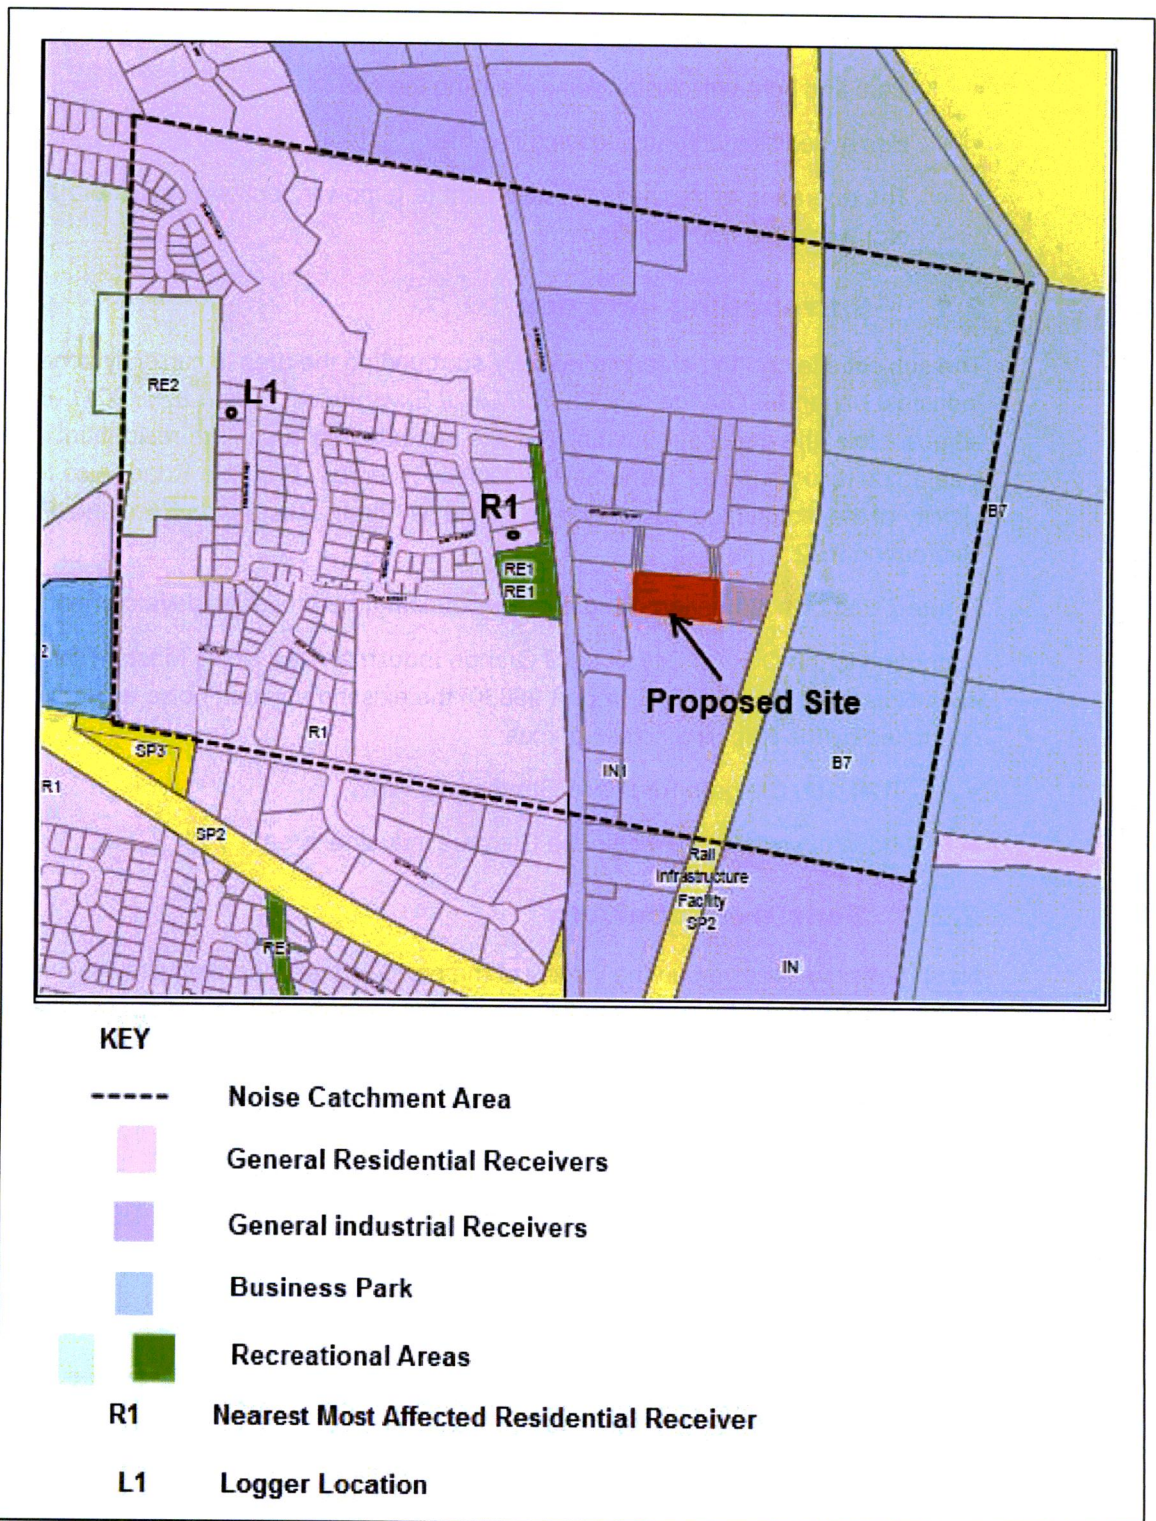 RE2
L1
R1
RE1
RE1
B7
2
Proposed Site
R1
SP3
IN1
B7
R1
SP2
Rail
Infrastructure
Facility
SP2
RE
IN
KEY
Noise Catchment Area
General Residential Receivers
General industrial Receivers
Business Park
Recreational Areas
R1 Nearest Most Affected Residential Receiver
L1 Logger Location